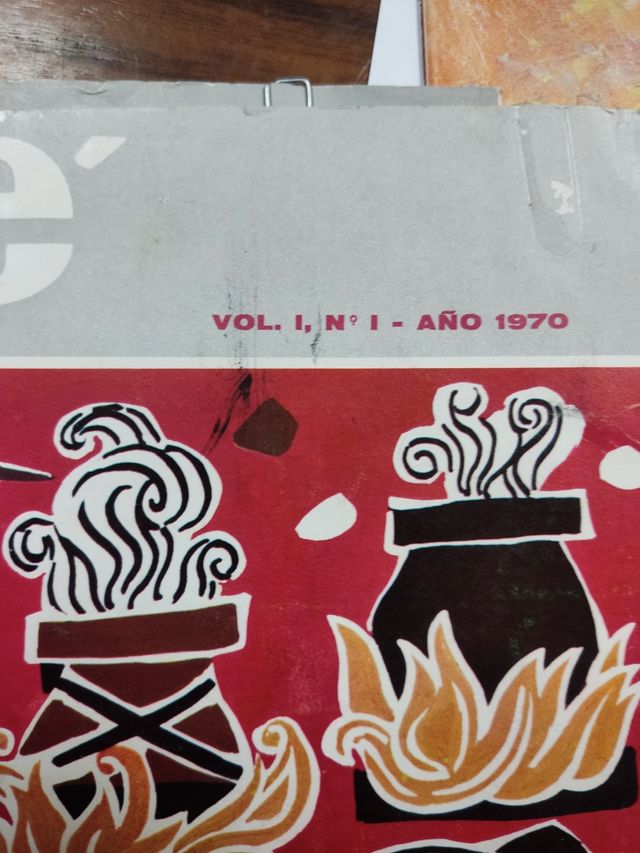 é
VOL. I, Nº I - AÑO 1970